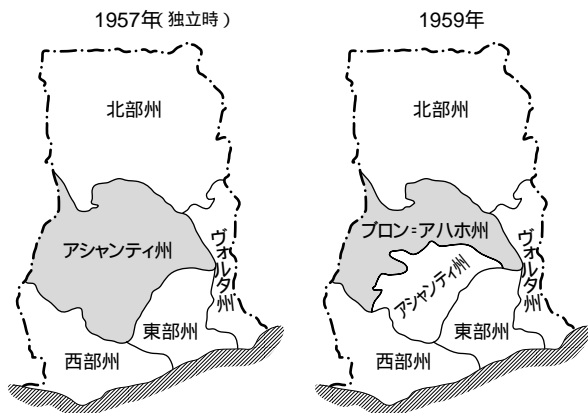 1957年(独立時)
北部州
アシャンティ州
ヴォルタ州
東部州
西部州
1959年
北部州
ブロン=アハホ州
アシャンティ州
ヴォルタ州
東部州
西部州